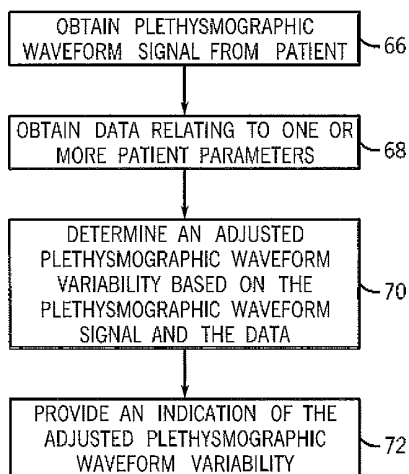 OBTAIN PLETHYSMOGRAPHIC
WAVEFORM SIGNAL FROM PATIENT
66
OBTAIN DATA RELATING TO ONE OR
MORE PATIENT PARAMETERS
68
DETERMINE AN ADJUSTED
PLETHYSMOGRAPHIC WAVEFORM
VARIABILITY BASED ON THE
PLETHYSMOGRAPHIC WAVEFORM
SIGNAL AND THE DATA
70
PROVIDE AN INDICATION OF THE
ADJUSTED PLETHYSMOGRAPHIC
WAVEFORM VARIABILITY
72